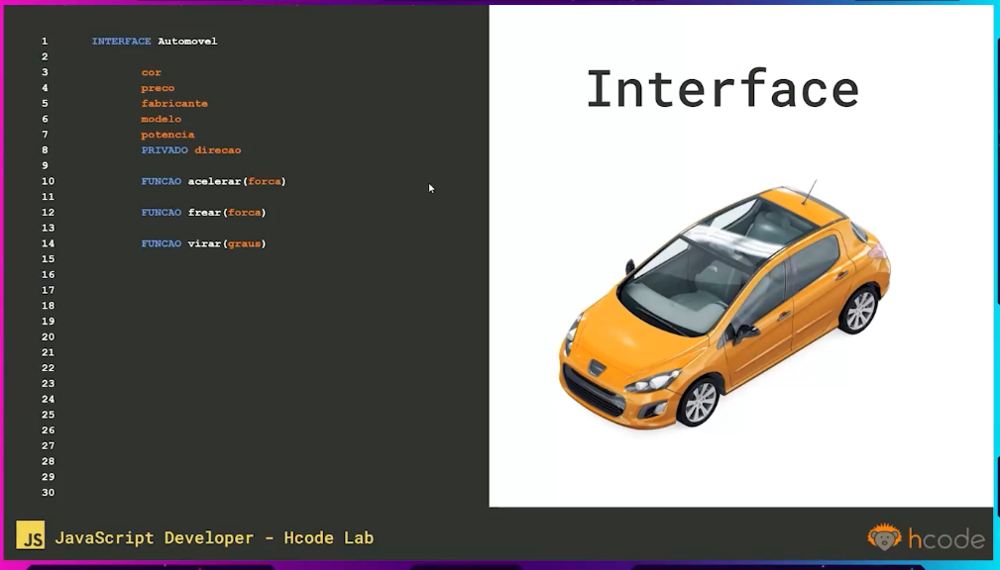 1 INTERFACE Automovel
2
3 cor
4 preco
5 fabricante
6 modelo
7 potencia
8 PRIVADO direcao
9
10 FUNCAO acelerar(forca)
11
12 FUNCAO frear(forca)
13
14 FUNCAO virar(graus)
15
16
17
18
19
20
21
22
23
24
25
26
27
28
29
30
Interface
JS JavaScript Developer - Hcode Lab
hcode